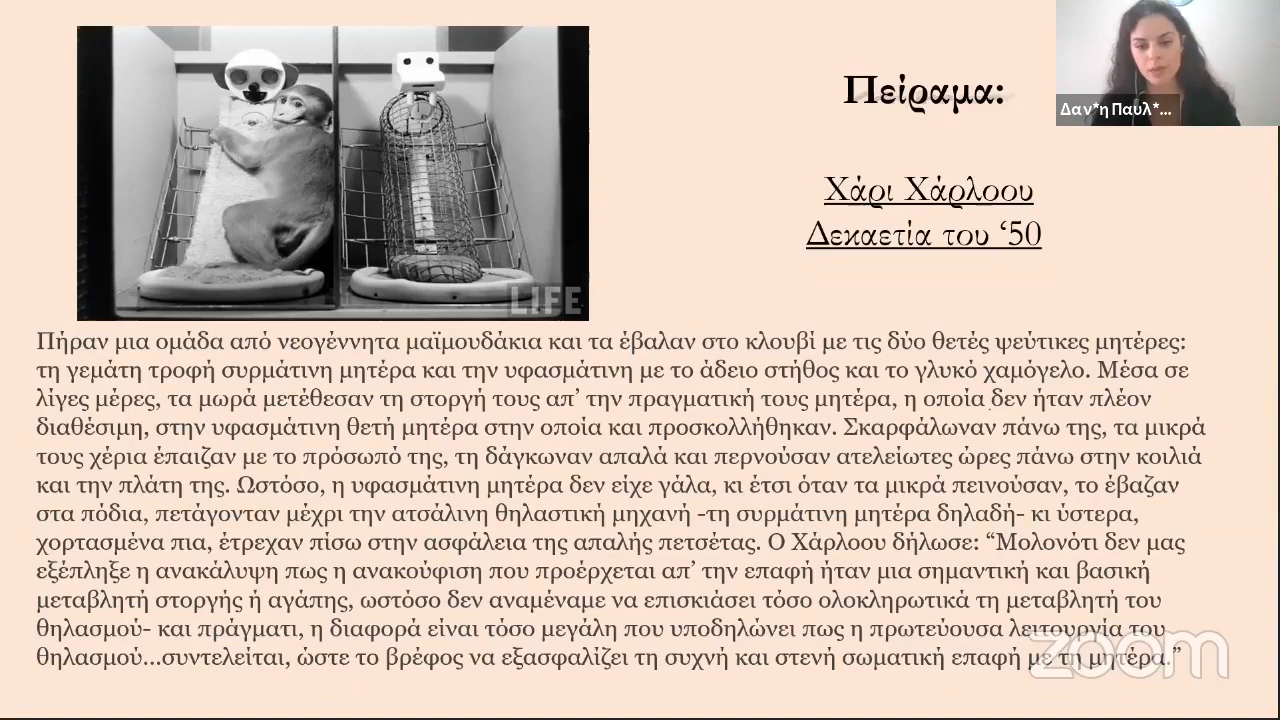 Πείραμα:
Δαν*η Παυλ*...
Χάρι Χάρλοου
Δεκαετία του ‘50
LIFE
Πήραν μια ομάδα από νεογέννητα μαϊμουδάκια και τα έβαλαν στο κλουβί με τις δύο θετές ψεύτικες μητέρες:
τη γεμάτη τροφή συρμάτινη μητέρα και την υφασμάτινη με το άδειο στήθος και το γλυκό χαμόγελο. Μέσα σε
λίγες μέρες, τα μωρά μετέθεσαν τη στοργή τους απ’ την πραγματική τους μητέρα, η οποία δεν ήταν πλέον
διαθέσιμη, στην υφασμάτινη θετή μητέρα στην οποία και προσκολλήθηκαν. Σκαρφάλωναν πάνω της, τα μικρά
τους χέρια έπαιζαν με το πρόσωπό της, τη δάγκωναν απαλά και περνούσαν ατελείωτες ώρες πάνω στην κοιλιά
και την πλάτη της. Ωστόσο, η υφασμάτινη μητέρα δεν είχε γάλα, κι έτσι όταν τα μικρά πεινούσαν, το έβαζαν
στα πόδια, πετάγονταν μέχρι την ατσάλινη θηλαστική μηχανή -τη συρμάτινη μητέρα δηλαδή- κι ύστερα,
χορτασμένα πια, έτρεχαν πίσω στην ασφάλεια της απαλής πετσέτας. Ο Χάρλοου δήλωσε: “Μολονότι δεν μας
εξέπληξε η ανακάλυψη πως η ανακούφιση που προέρχεται απ’ την επαφή ήταν μια σημαντική και βασική
μεταβλητή στοργής ή αγάπης, ωστόσο δεν αναμέναμε να επισκιάσει τόσο ολοκληρωτικά τη μεταβλητή του
θηλασμού- και πράγματι, η διαφορά είναι τόσο μεγάλη που υποδηλώνει πως η πρωτεύουσα λειτουργία του
θηλασμού...συντελείται, ώστε το βρέφος να εξασφαλίζει τη συχνή και στενή σωματική επαφή με τη μητέρα.”
zoom